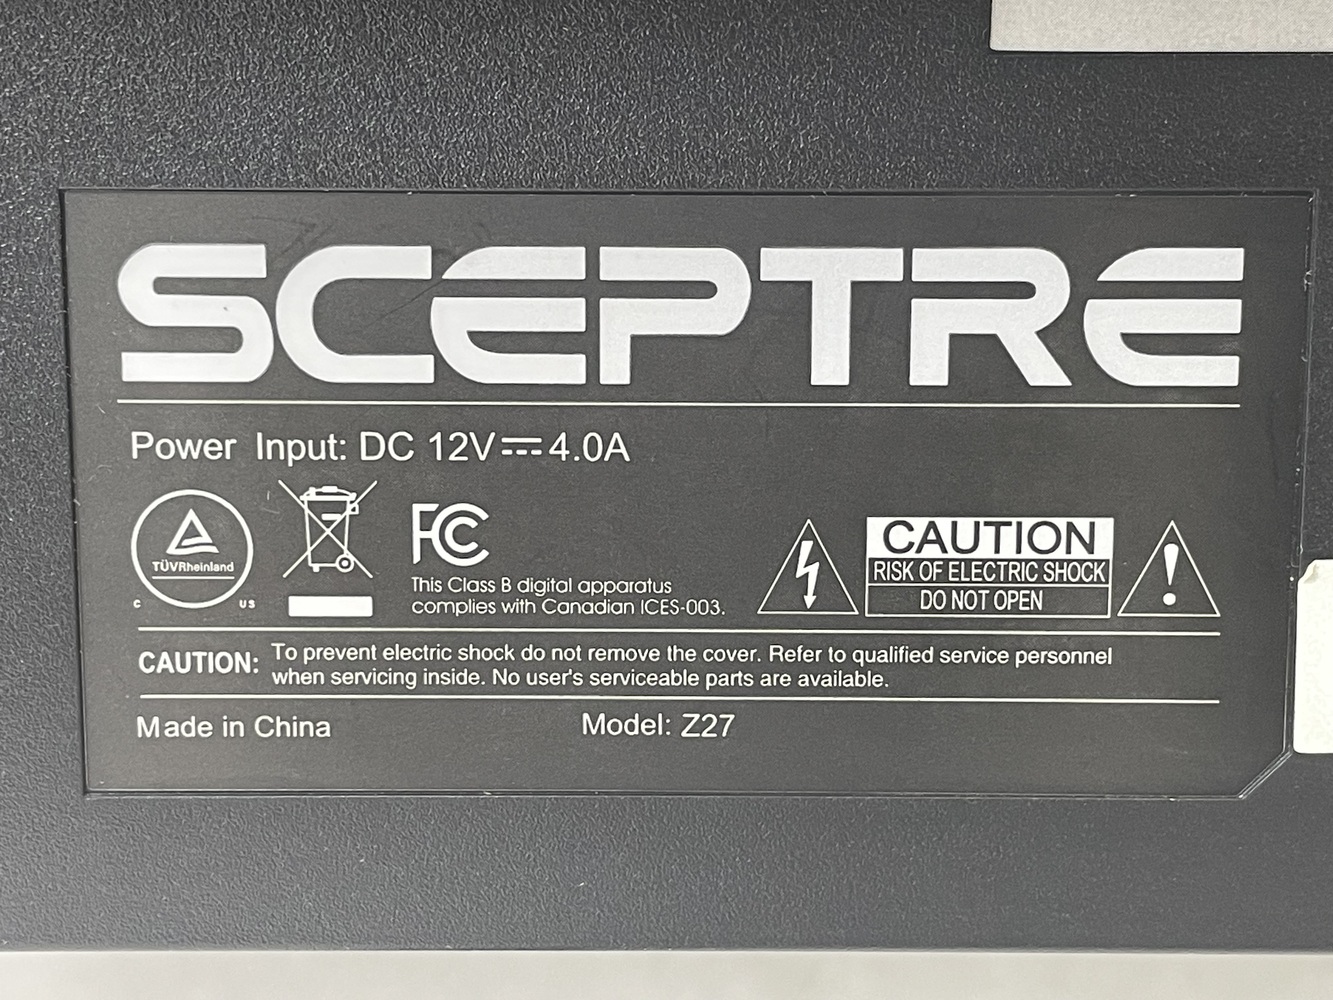 SCEPTRE
Power Input: DC 12V⎓4.0A
TÜVRheinland
C US
FC
This Class B digital apparatus
complies with Canadian ICES-003.
CAUTION
RISK OF ELECTRIC SHOCK
DO NOT OPEN
CAUTION: To prevent electric shock do not remove the cover. Refer to qualified service personnel
when servicing inside. No user's serviceable parts are available.
Made in China Model: Z27